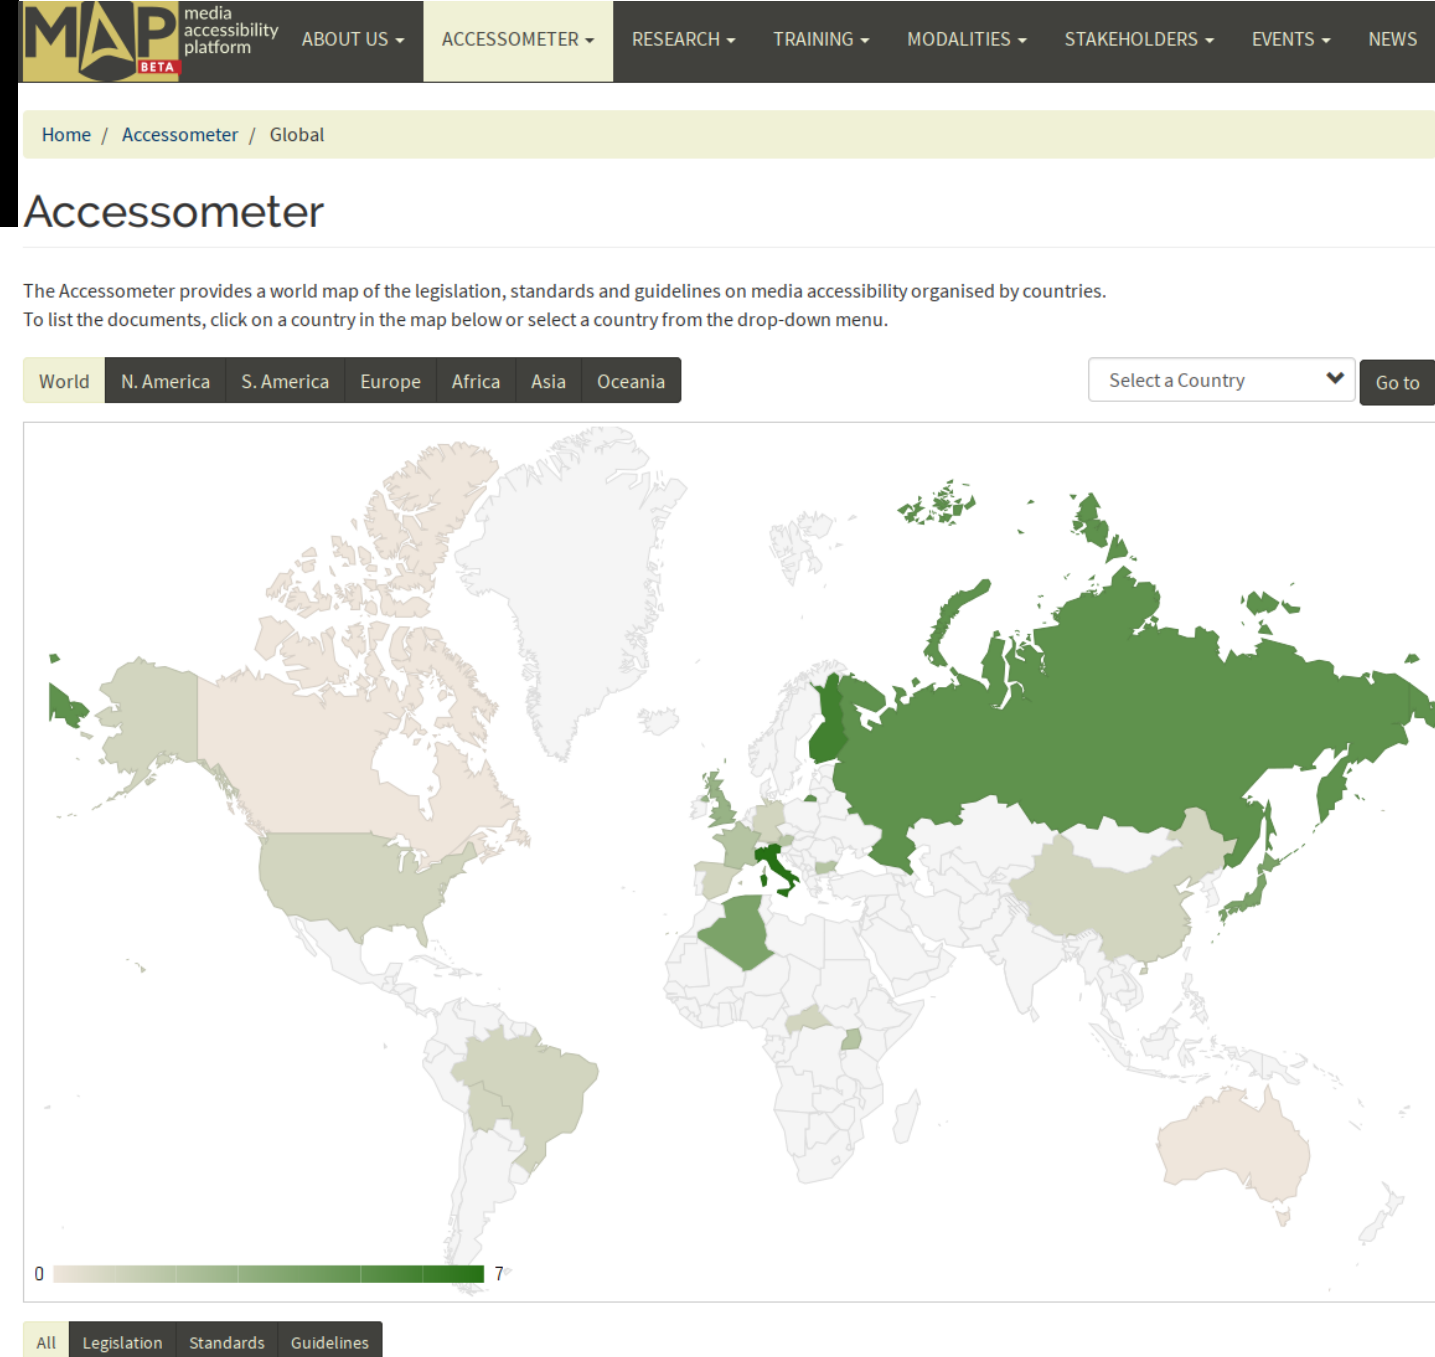 MAP
BETA
media
accessibility
platform
ABOUT US
ACCESSOMETER
RESEARCH
TRAINING
MODALITIES
STAKEHOLDERS
EVENTS
NEWS
Home / Accessometer / Global
Accessometer
The Accessometer provides a world map of the legislation, standards and guidelines on media accessibility organised by countries.
To list the documents, click on a country in the map below or select a country from the drop-down menu.
World N. America S. America Europe Africa Asia Oceania
Select a Country
Go to
0 7
All Legislation Standards Guidelines